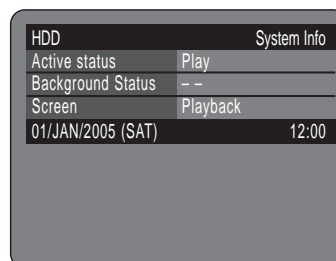 HDD System Info
Active status Play
Background Status – –
Screen Playback
01/JAN/2005 (SAT) 12:00